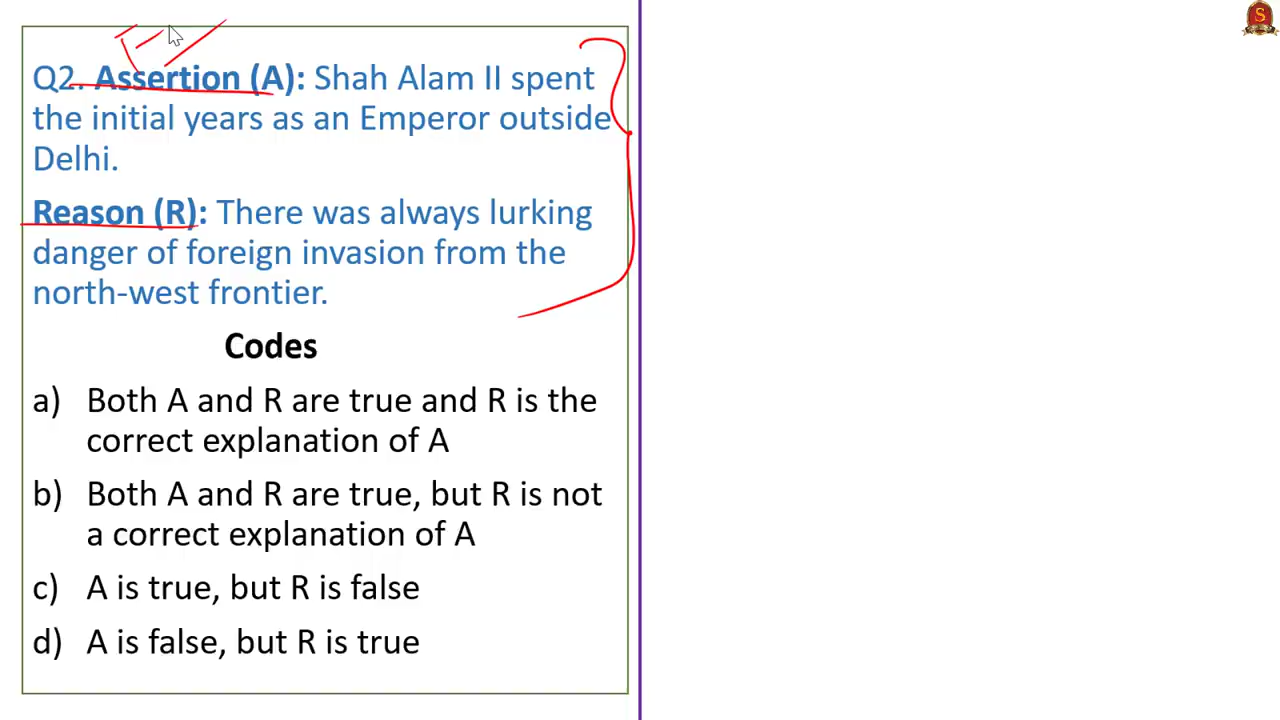 Q2. Assertion (A): Shah Alam II spent
the initial years as an Emperor outside
Delhi.
Reason (R): There was always lurking
danger of foreign invasion from the
north-west frontier.
Codes
a) Both A and R are true and R is the
correct explanation of A
b) Both A and R are true, but R is not
a correct explanation of A
c) A is true, but R is false
d) A is false, but R is true